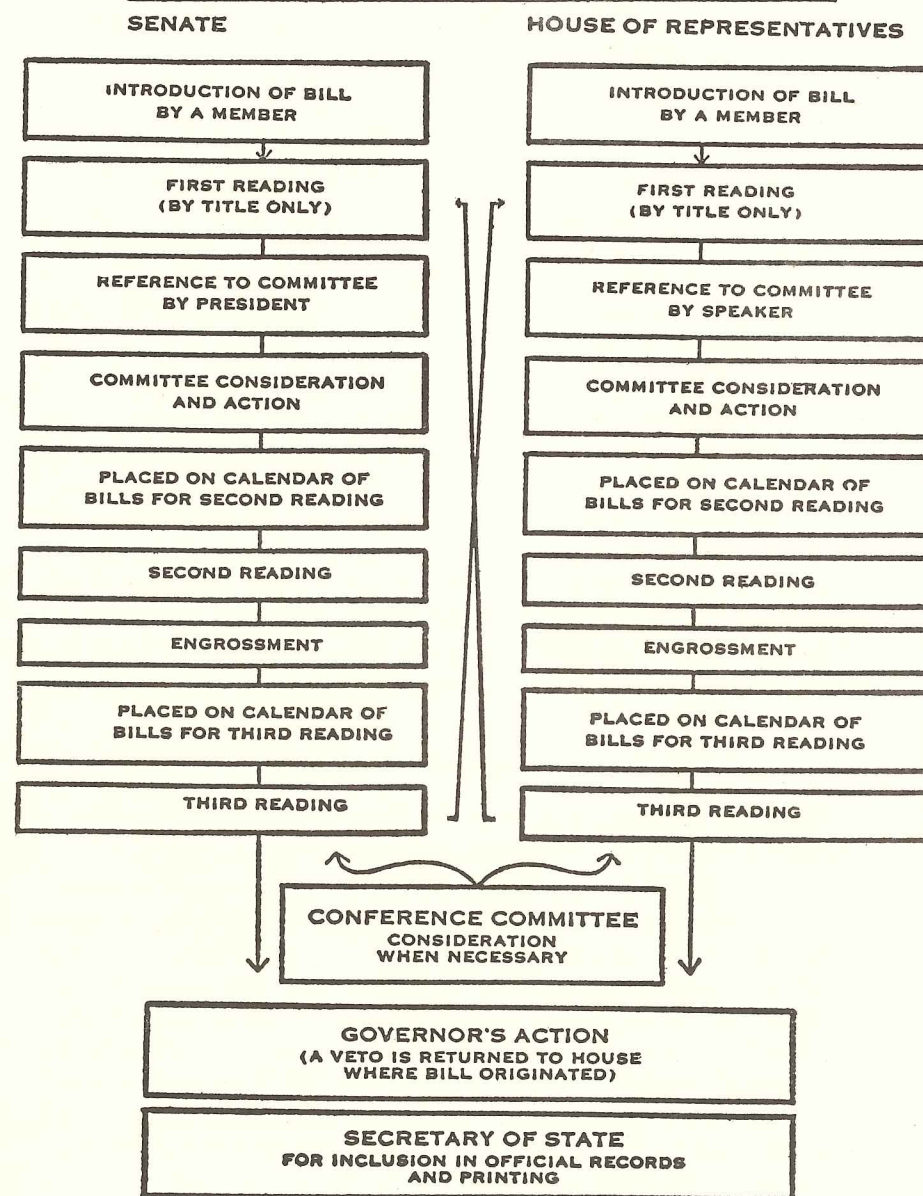 SENATE
INTRODUCTION OF BILL
BY A MEMBER
FIRST READING
(BY TITLE ONLY)
REFERENCE TO COMMITTEE
BY PRESIDENT
COMMITTEE CONSIDERATION
AND ACTION
PLACED ON CALENDAR OF
BILLS FOR SECOND READING
SECOND READING
ENGROSSMENT
PLACED ON CALENDAR OF
BILLS FOR THIRD READING
THIRD READING
HOUSE OF REPRESENTATIVES
INTRODUCTION OF BILL
BY A MEMBER
FIRST READING
(BY TITLE ONLY)
REFERENCE TO COMMITTEE
BY SPEAKER
COMMITTEE CONSIDERATION
AND ACTION
PLACED ON CALENDAR OF
BILLS FOR SECOND READING
SECOND READING
ENGROSSMENT
PLACED ON CALENDAR OF
BILLS FOR THIRD READING
THIRD READING
CONFERENCE COMMITTEE
CONSIDERATION
WHEN NECESSARY
GOVERNOR'S ACTION
(A VETO IS RETURNED TO HOUSE
WHERE BILL ORIGINATED)
SECRETARY OF STATE
FOR INCLUSION IN OFFICIAL RECORDS
AND PRINTING